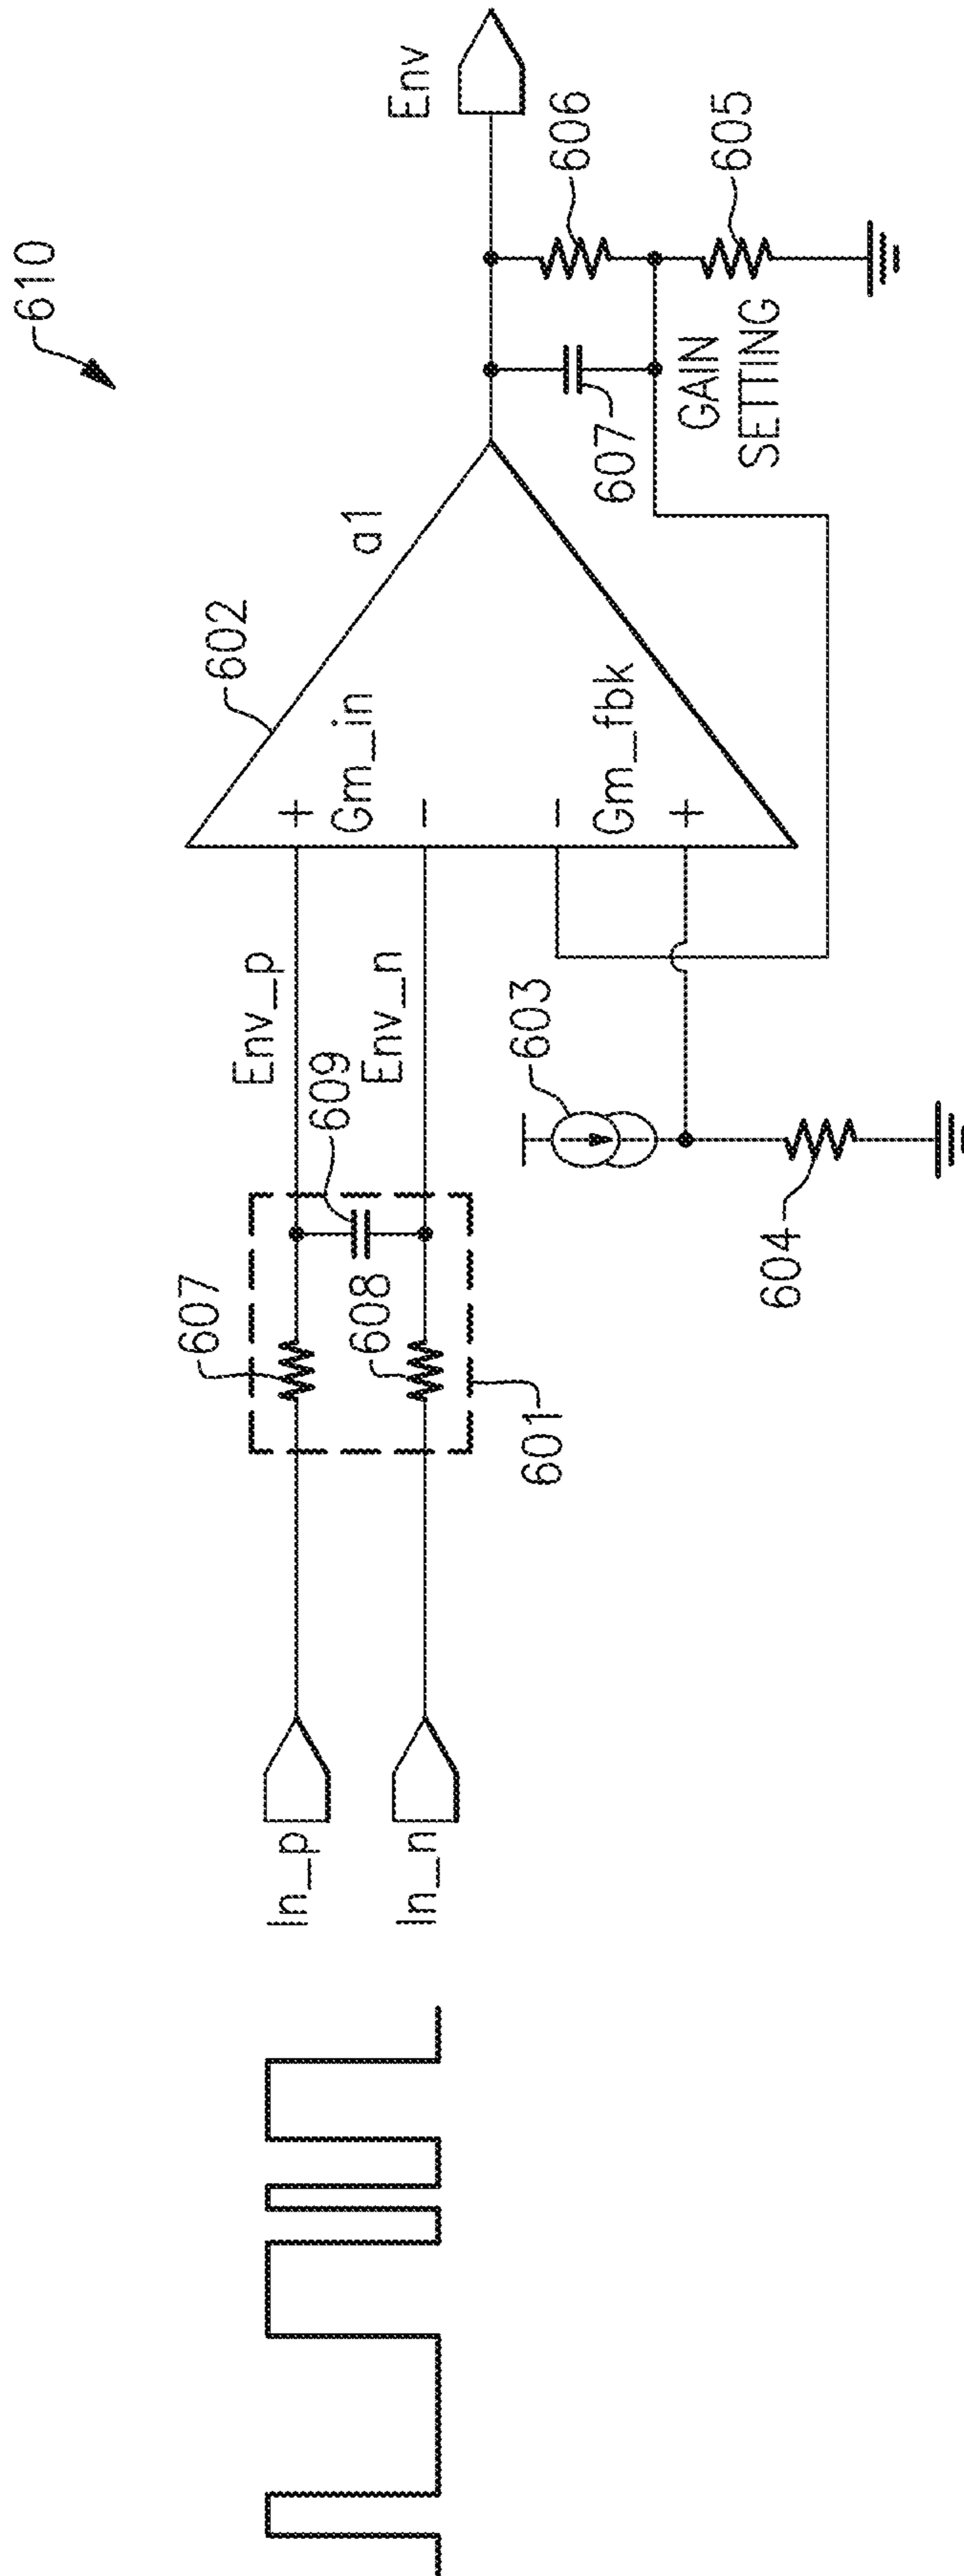 610
In_p
In_n
607
608
609
601
Env_p
Env_n
603
604
602
a1
+
Gm_in
−
−
Gm_fbk
+
607
GAIN
SETTING
606
605
Env